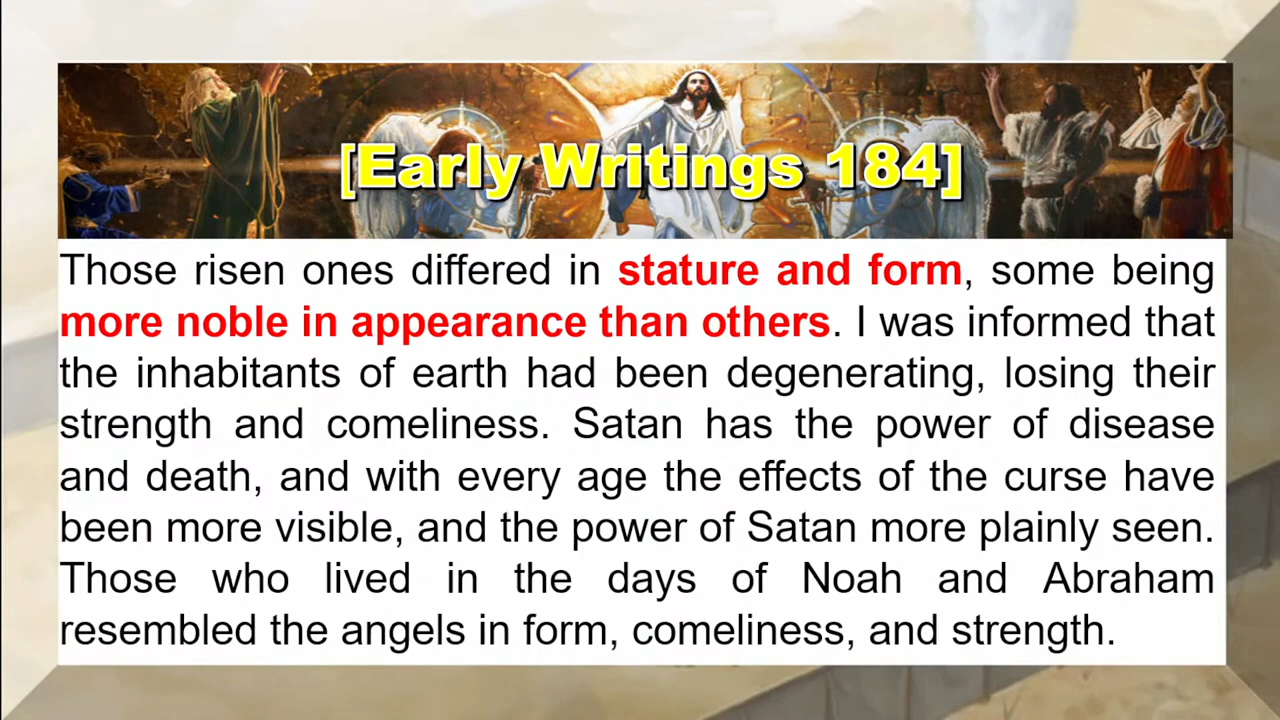 [Early Writings 184]
Those risen ones differed in stature and form, some being
more noble in appearance than others. I was informed that
the inhabitants of earth had been degenerating, losing their
strength and comeliness. Satan has the power of disease
and death, and with every age the effects of the curse have
been more visible, and the power of Satan more plainly seen.
Those who lived in the days of Noah and Abraham
resembled the angels in form, comeliness, and strength.